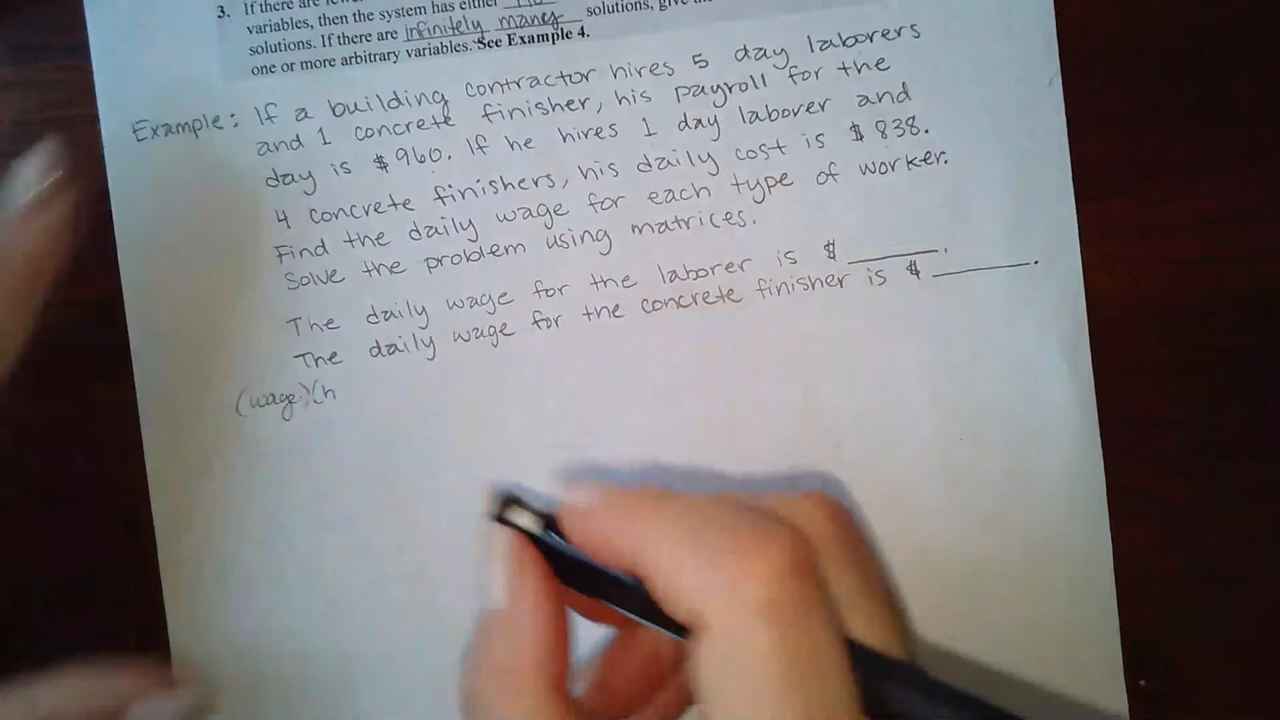 3. If there are
variables, then the system has either
solutions. If there are infinitely many solutions, give
one or more arbitrary variables. See Example 4.
Example: If a building contractor hires 5 day laborers
and 1 concrete finisher, his payroll for the
day is $960. If he hires 1 day laborer and
4 concrete finishers, his daily cost is $838.
Find the daily wage for each type of worker.
Solve the problem using matrices.
The daily wage for the laborer is $ ______.
The daily wage for the concrete finisher is $ ______.
(wage)(h